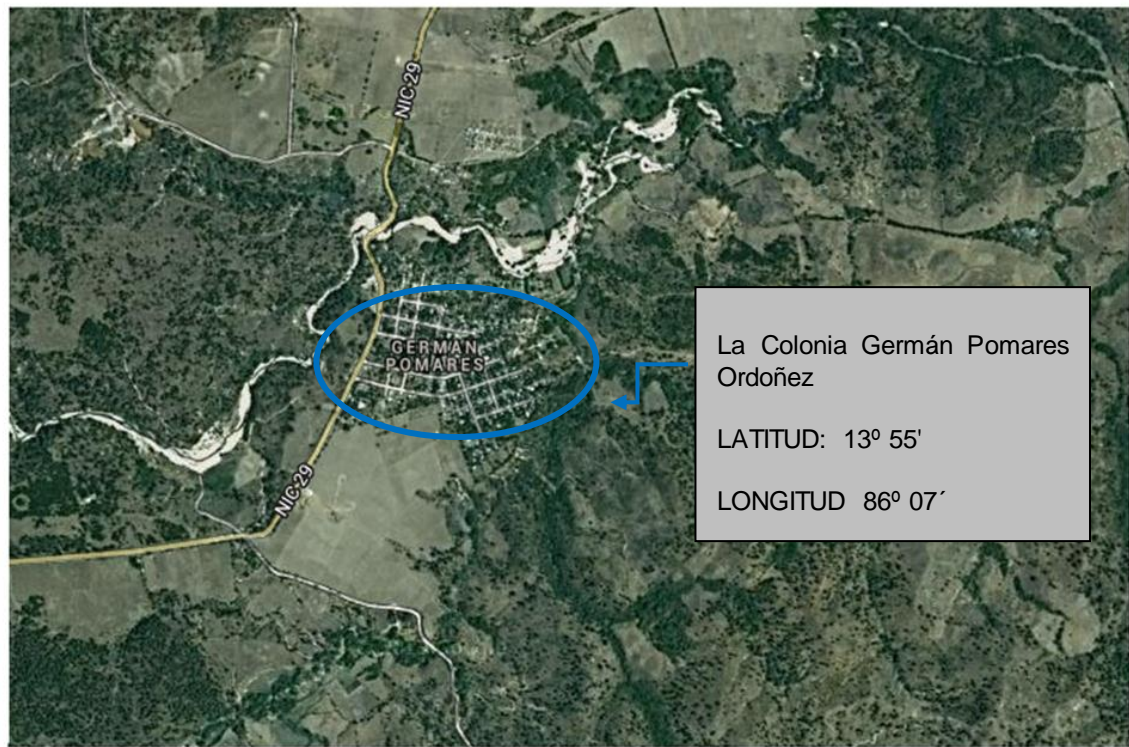 NIC-29
GERMAN
POMARES
NIC-29
La Colonia Germán Pomares
Ordoñez
LATITUD: 13º 55'
LONGITUD 86º 07´